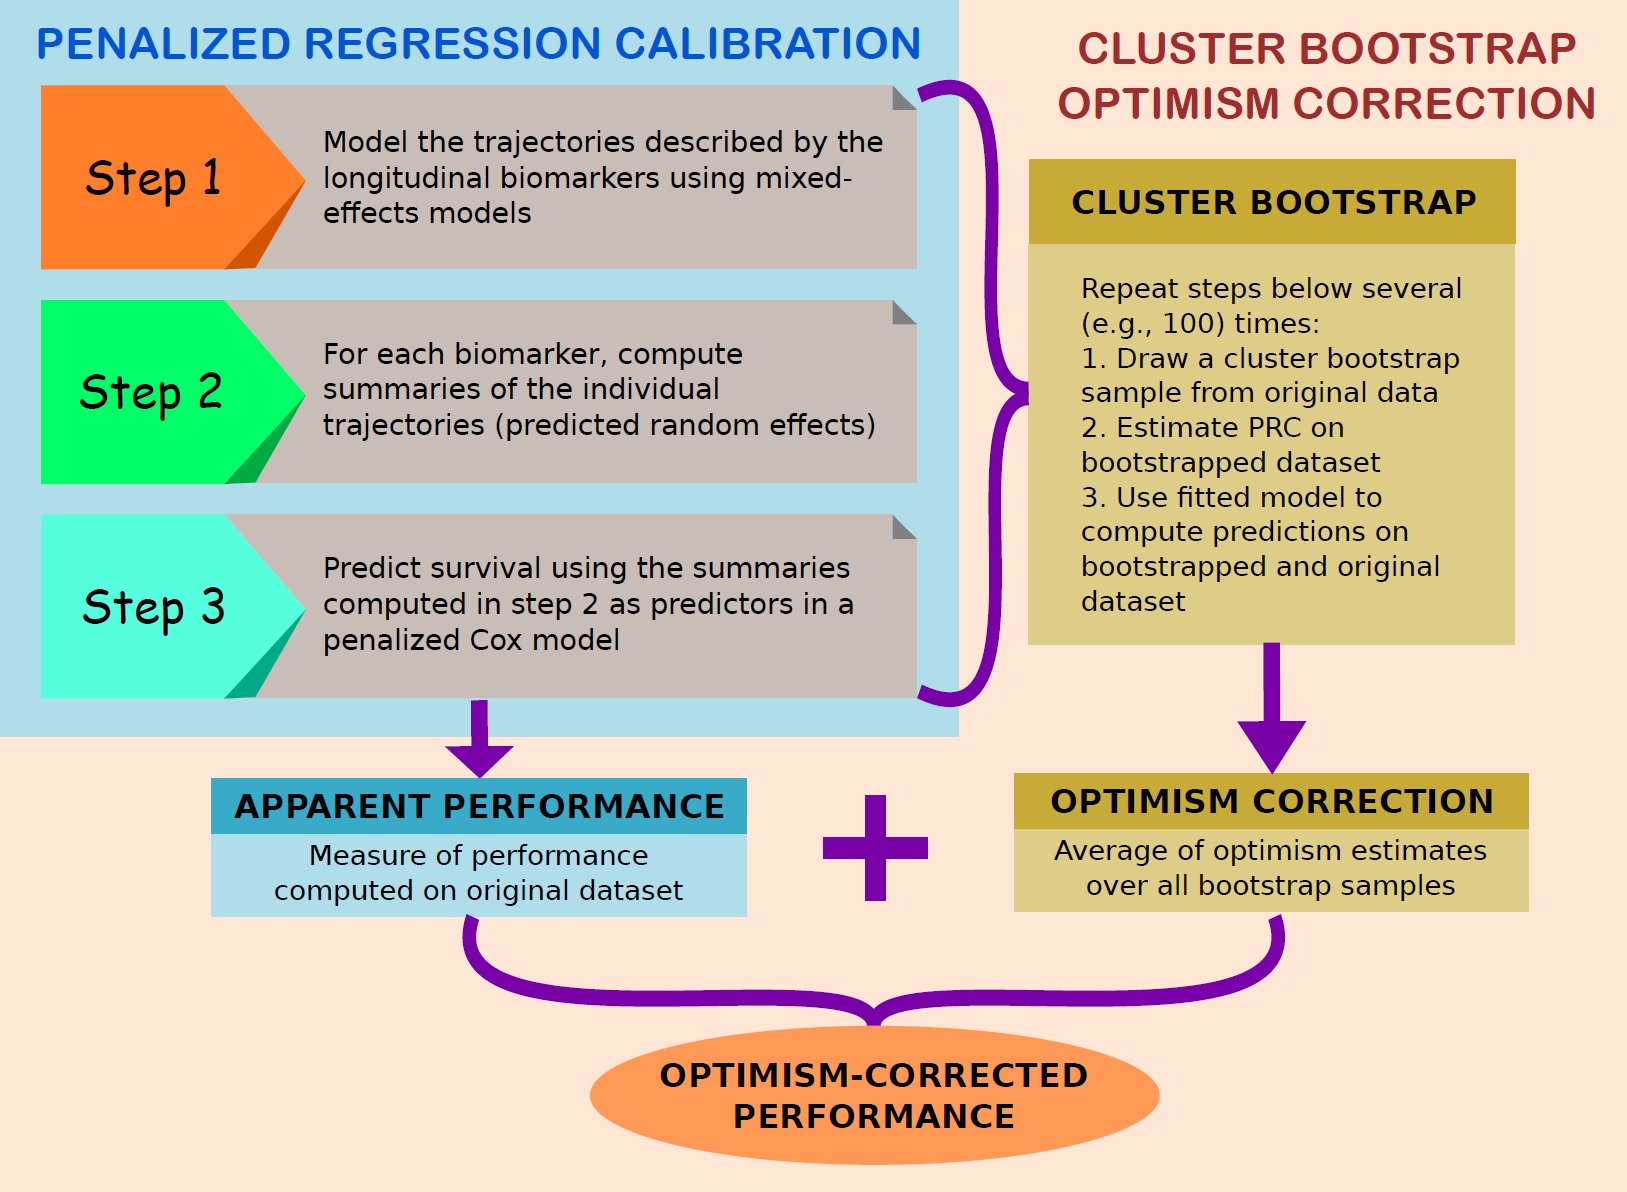 PENALIZED REGRESSION CALIBRATION
Step 1
Model the trajectories described by the
longitudinal biomarkers using mixed-
effects models
Step 2
For each biomarker, compute
summaries of the individual
trajectories (predicted random effects)
Step 3
Predict survival using the summaries
computed in step 2 as predictors in a
penalized Cox model
CLUSTER BOOTSTRAP
OPTIMISM CORRECTION
CLUSTER BOOTSTRAP
Repeat steps below several
(e.g., 100) times:
1. Draw a cluster bootstrap
sample from original data
2. Estimate PRC on
bootstrapped dataset
3. Use fitted model to
compute predictions on
bootstrapped and original
dataset
APPARENT PERFORMANCE
Measure of performance
computed on original dataset
OPTIMISM CORRECTION
Average of optimism estimates
over all bootstrap samples
OPTIMISM-CORRECTED
PERFORMANCE